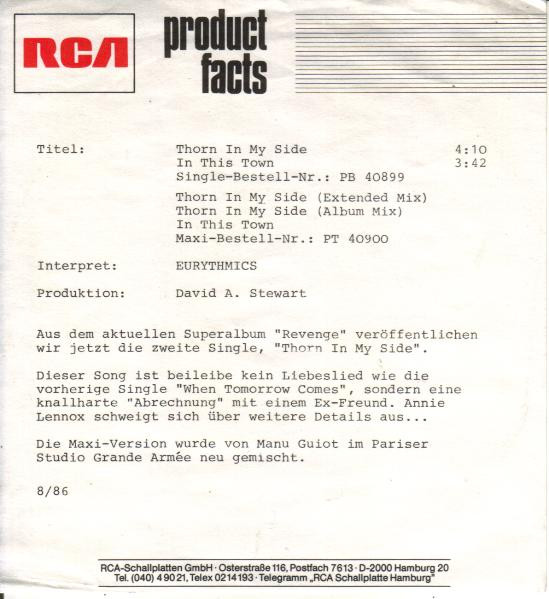 RCA
product
facts
Titel: Thorn In My Side 4:10
In This Town 3:42
Single-Bestell-Nr.: PB 40899
Thorn In My Side (Extended Mix)
Thorn In My Side (Album Mix)
In This Town
Maxi-Bestell-Nr.: PT 40900
Interpret: EURYTHMICS
Produktion: David A. Stewart
Aus dem aktuellen Superalbum "Revenge" veröffentlichen
wir jetzt die zweite Single, "Thorn In My Side".
Dieser Song ist beileibe kein Liebeslied wie die
vorherige Single "When Tomorrow Comes", sondern eine
knallharte "Abrechnung" mit einem Ex-Freund. Annie
Lennox schweigt sich über weitere Details aus...
Die Maxi-Version wurde von Manu Guiot im Pariser
Studio Grande Armée neu gemischt.
8/86
RCA-Schallplatten GmbH · Osterstraße 116, Postfach 7613 · D-2000 Hamburg 20
Tel. (040) 4 90 21, Telex 0214193 · Telegramm „RCA Schallplatte Hamburg"